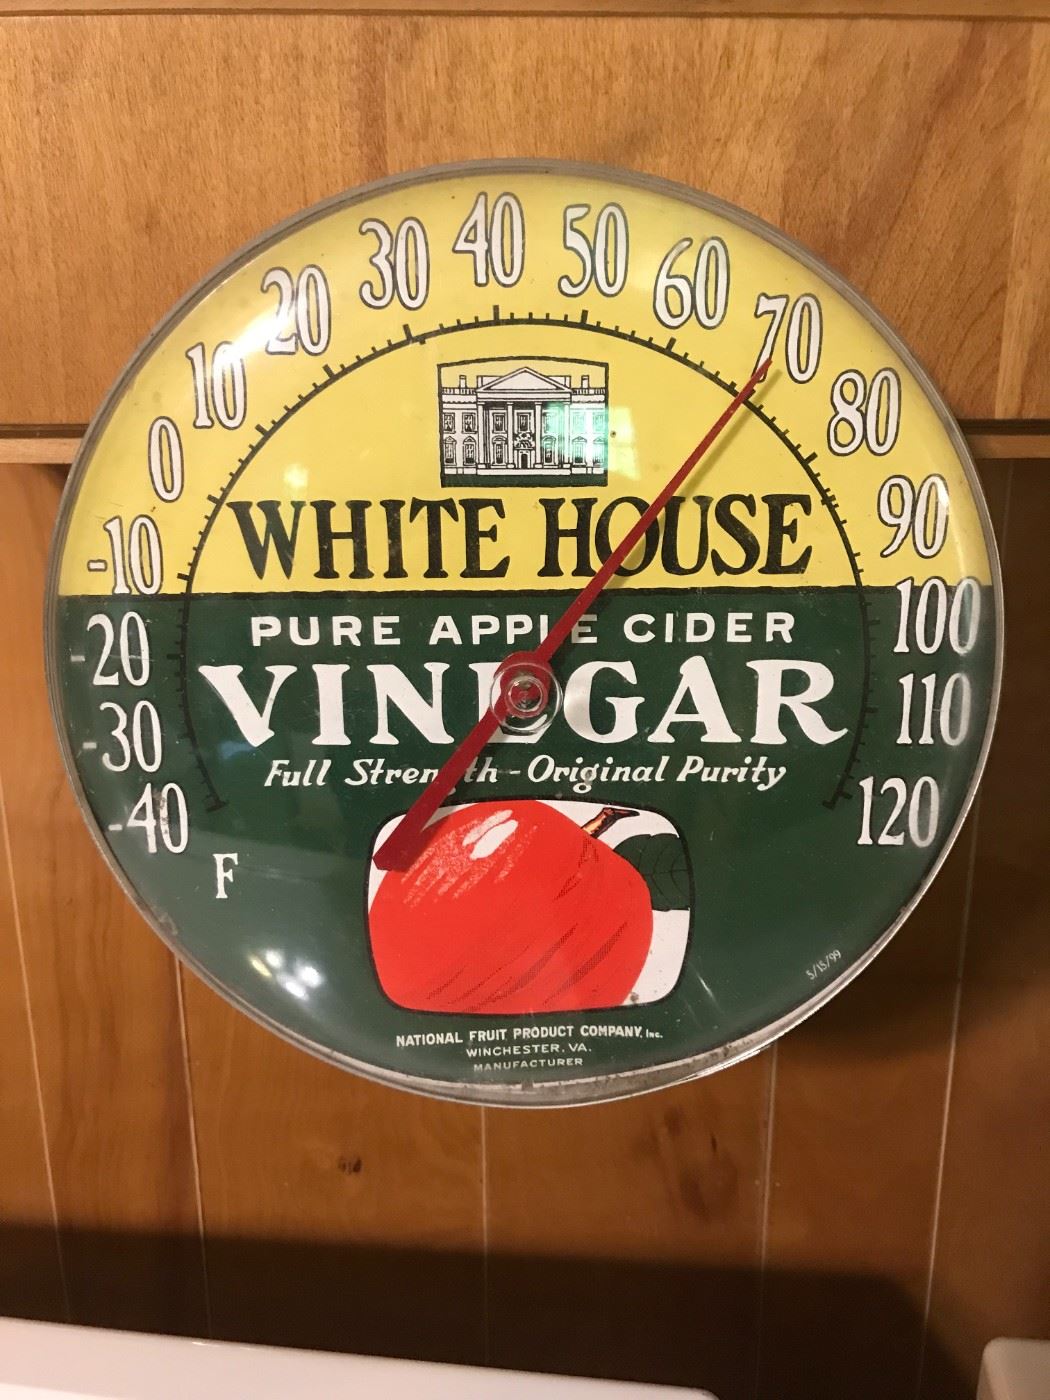 -40
-30
-20
-10
0
10
20
30
40
50
60
70
80
90
100
110
120
F
WHITE HOUSE
PURE APPLE CIDER
VINEGAR
Full Strength - Original Purity
5/15/99
NATIONAL FRUIT PRODUCT COMPANY, INC.
WINCHESTER, VA.
MANUFACTURER